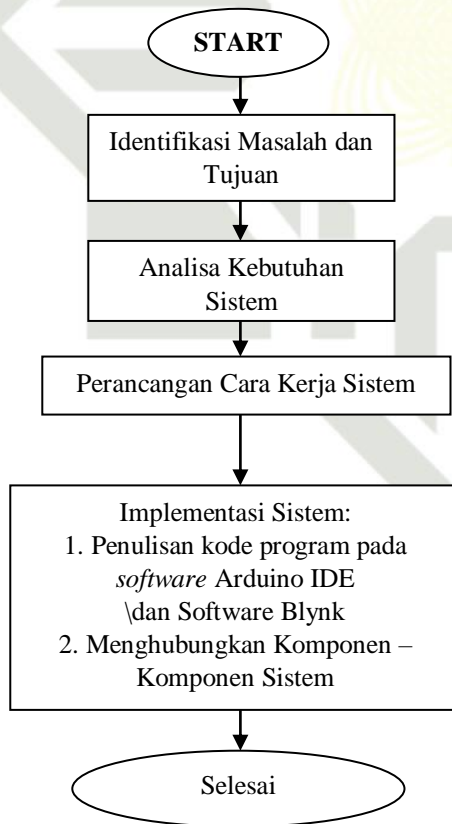 START
Identifikasi Masalah dan
Tujuan
Analisa Kebutuhan
Sistem
Perancangan Cara Kerja Sistem
Implementasi Sistem:
1. Penulisan kode program pada
software Arduino IDE
\dan Software Blynk
2. Menghubungkan Komponen –
Komponen Sistem
Selesai